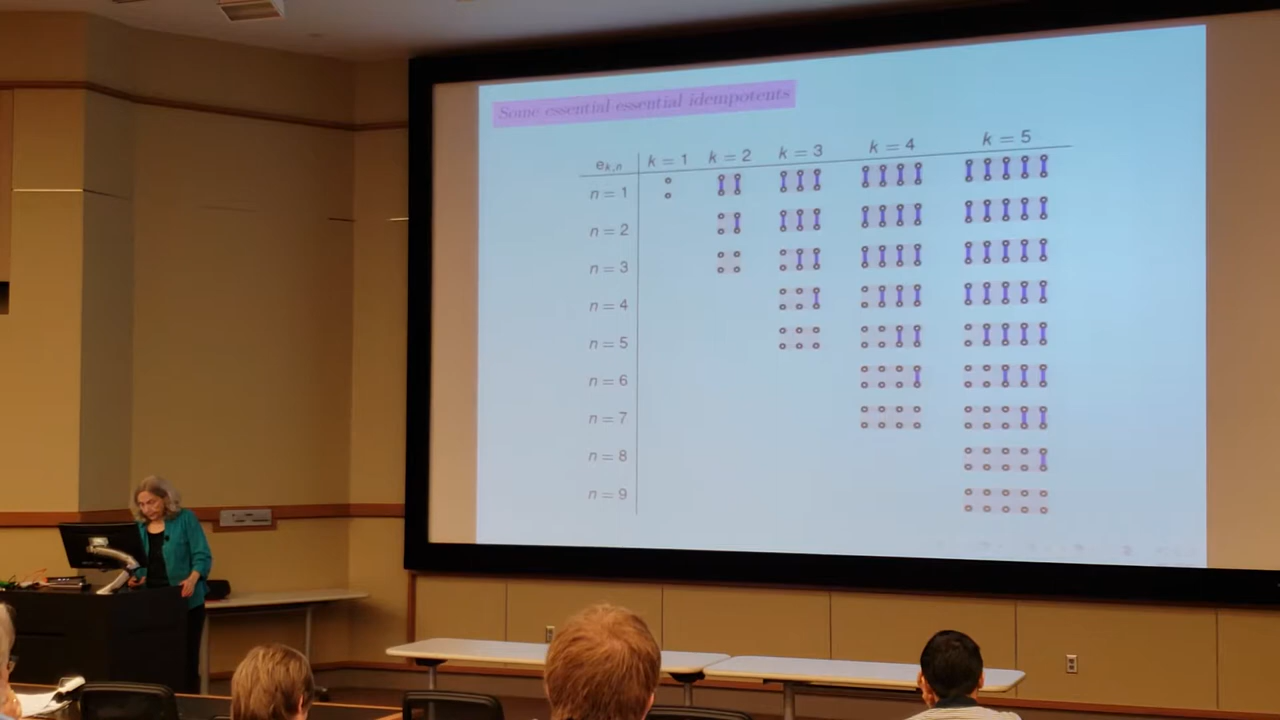 Some essential essential idempotents
e_{k,n} k = 1 k = 2 k = 3 k = 4 k = 5
n = 1
n = 2
n = 3
n = 4
n = 5
n = 6
n = 7
n = 8
n = 9